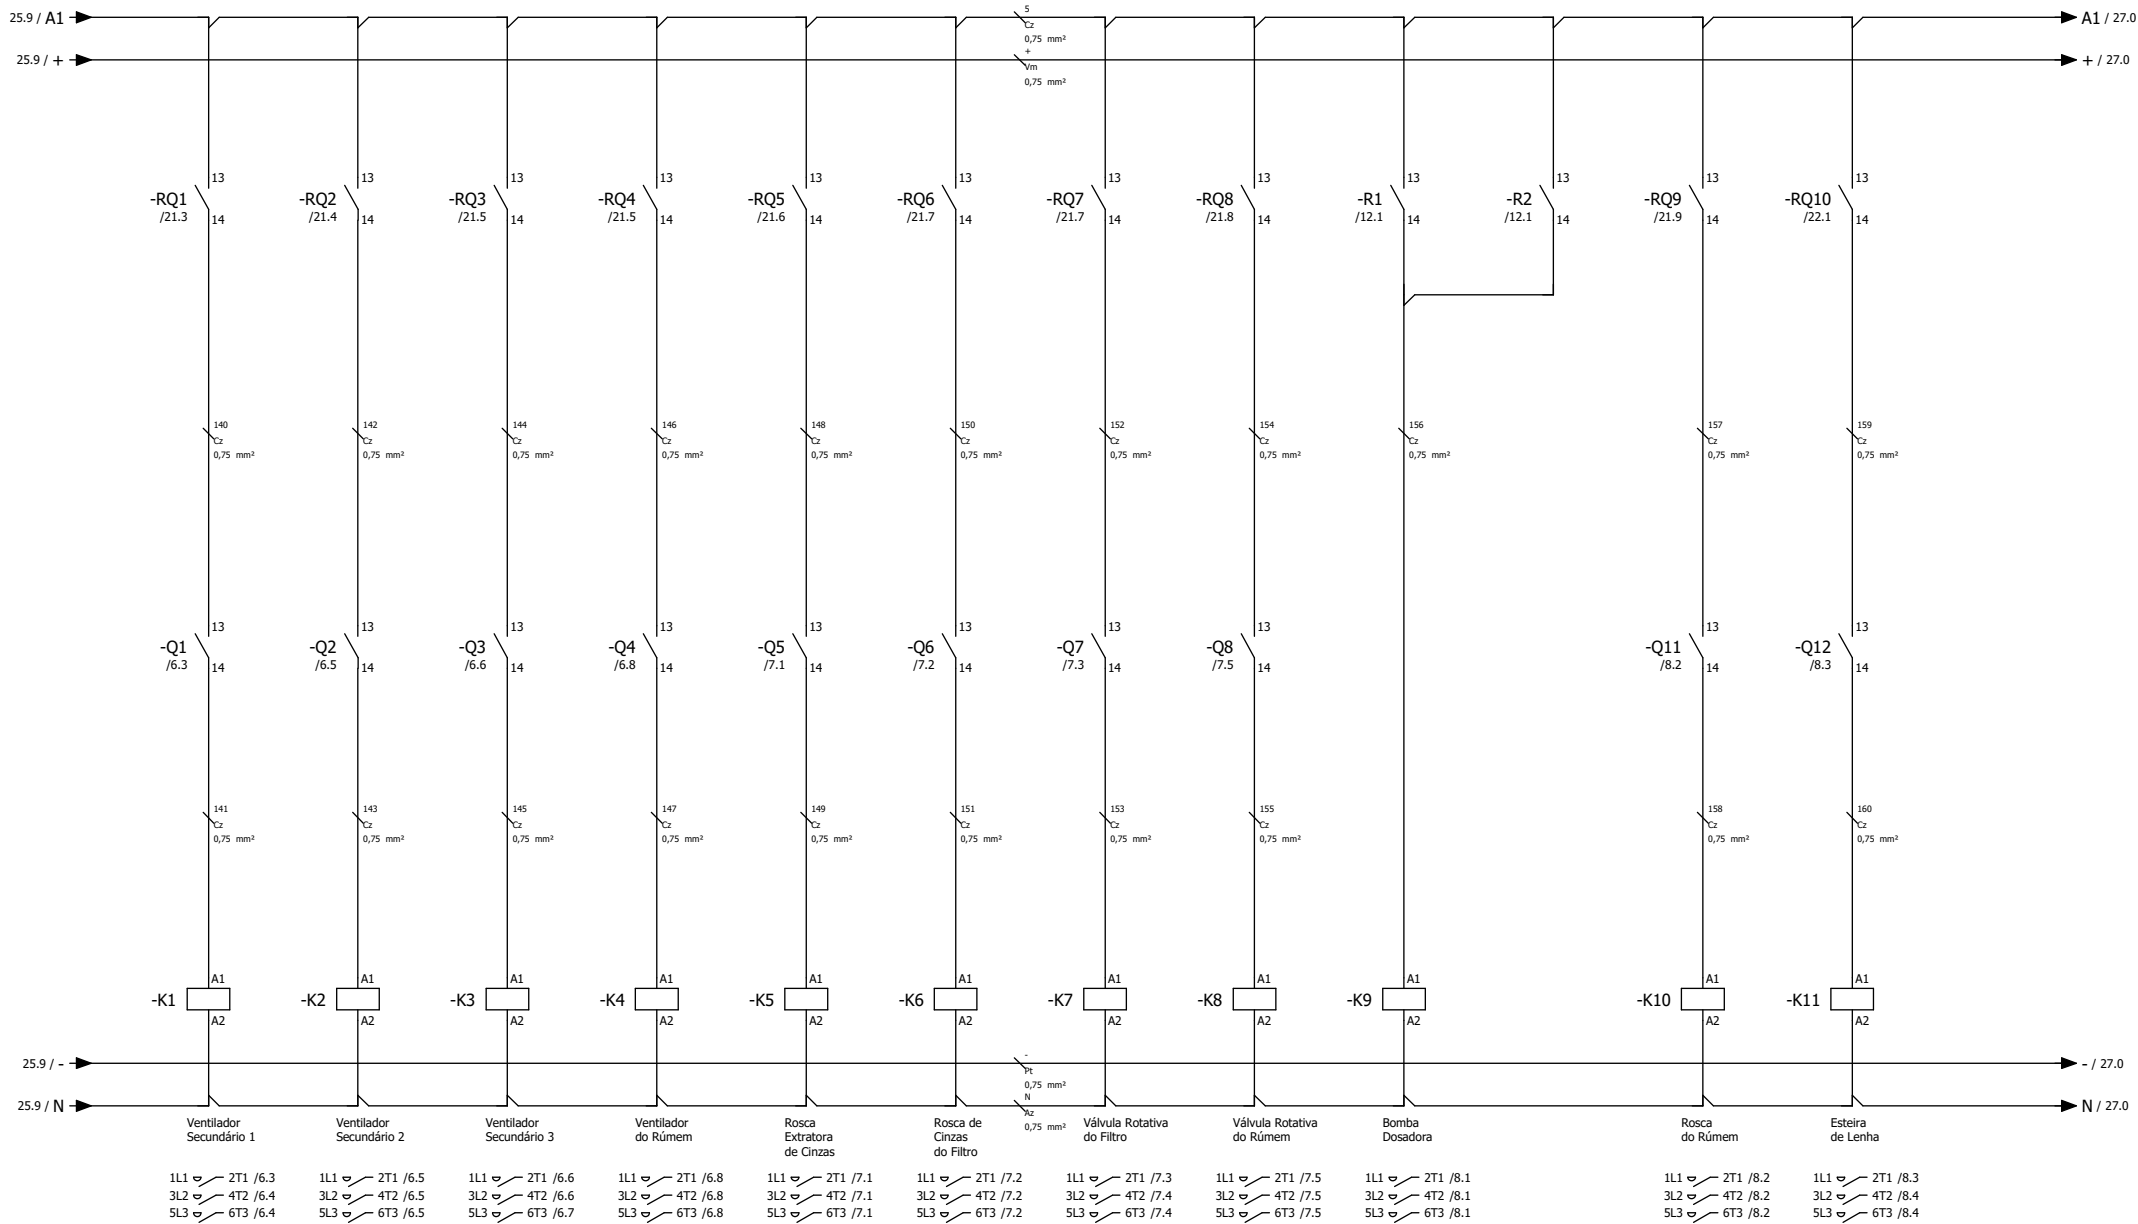 25.9 / A1
A1 / 27.0
5
Cz
0,75 mm²
25.9 / +
+ / 27.0
+
Vm
0,75 mm²
-RQ1 /21.3 13 14
-RQ2 /21.4 13 14
-RQ3 /21.5 13 14
-RQ4 /21.5 13 14
-RQ5 /21.6 13 14
-RQ6 /21.7 13 14
-RQ7 /21.7 13 14
-RQ8 /21.8 13 14
-R1 /12.1 13 14
-R2 /12.1 13 14
-RQ9 /21.9 13 14
-RQ10 /22.1 13 14
140 Cz 0,75 mm²
142 Cz 0,75 mm²
144 Cz 0,75 mm²
146 Cz 0,75 mm²
148 Cz 0,75 mm²
150 Cz 0,75 mm²
152 Cz 0,75 mm²
154 Cz 0,75 mm²
156 Cz 0,75 mm²
157 Cz 0,75 mm²
159 Cz 0,75 mm²
-Q1 /6.3 13 14
-Q2 /6.5 13 14
-Q3 /6.6 13 14
-Q4 /6.8 13 14
-Q5 /7.1 13 14
-Q6 /7.2 13 14
-Q7 /7.3 13 14
-Q8 /7.5 13 14
-Q11 /8.2 13 14
-Q12 /8.3 13 14
141 Cz 0,75 mm²
143 Cz 0,75 mm²
145 Cz 0,75 mm²
147 Cz 0,75 mm²
149 Cz 0,75 mm²
151 Cz 0,75 mm²
153 Cz 0,75 mm²
155 Cz 0,75 mm²
158 Cz 0,75 mm²
160 Cz 0,75 mm²
-K1 A1 A2
-K2 A1 A2
-K3 A1 A2
-K4 A1 A2
-K5 A1 A2
-K6 A1 A2
-K7 A1 A2
-K8 A1 A2
-K9 A1 A2
-K10 A1 A2
-K11 A1 A2
25.9 / -
- / 27.0
-
Pt
0,75 mm²
25.9 / N
N / 27.0
N
Az
0,75 mm²
Ventilador
Secundário 1
Ventilador
Secundário 2
Ventilador
Secundário 3
Ventilador
do Rúmem
Rosca
Extratora
de Cinzas
Rosca de
Cinzas
do Filtro
Válvula Rotativa
do Filtro
Válvula Rotativa
do Rúmem
Bomba
Dosadora
Rosca
do Rúmem
Esteira
de Lenha
1L1 2T1 /6.3
3L2 4T2 /6.4
5L3 6T3 /6.4
1L1 2T1 /6.5
3L2 4T2 /6.5
5L3 6T3 /6.5
1L1 2T1 /6.6
3L2 4T2 /6.6
5L3 6T3 /6.7
1L1 2T1 /6.8
3L2 4T2 /6.8
5L3 6T3 /6.8
1L1 2T1 /7.1
3L2 4T2 /7.1
5L3 6T3 /7.1
1L1 2T1 /7.2
3L2 4T2 /7.2
5L3 6T3 /7.2
1L1 2T1 /7.3
3L2 4T2 /7.4
5L3 6T3 /7.4
1L1 2T1 /7.5
3L2 4T2 /7.5
5L3 6T3 /7.5
1L1 2T1 /8.1
3L2 4T2 /8.1
5L3 6T3 /8.1
1L1 2T1 /8.2
3L2 4T2 /8.2
5L3 6T3 /8.2
1L1 2T1 /8.3
3L2 4T2 /8.4
5L3 6T3 /8.4